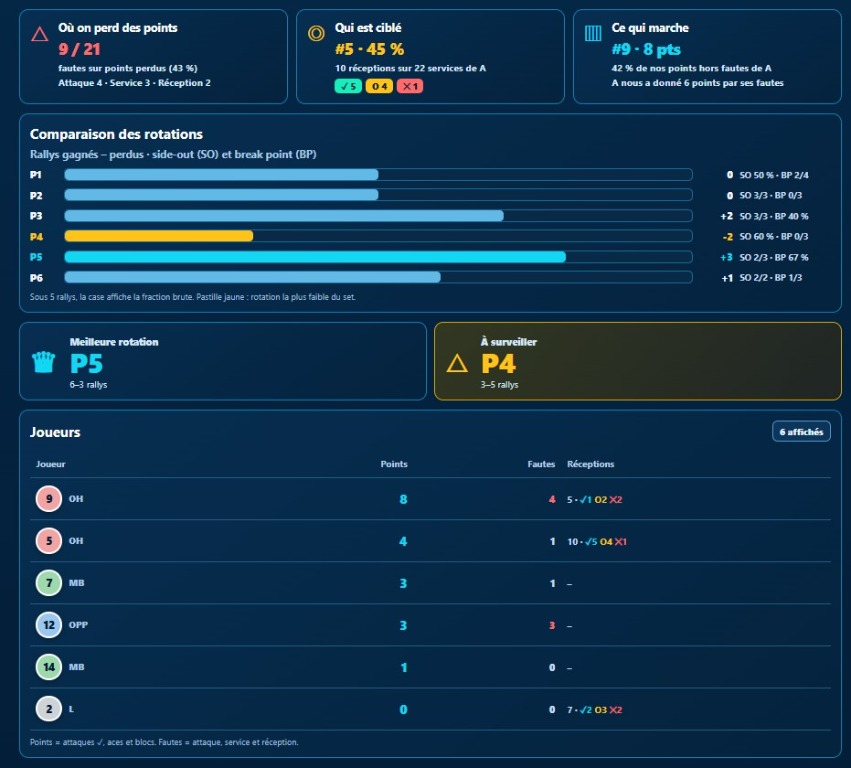 Où on perd des points
9 / 21
fautes sur points perdus (43 %)
Attaque 4 · Service 3 · Réception 2
Qui est ciblé
#5 · 45 %
10 réceptions sur 22 services de A
✓ 5 O 4 ✕ 1
Ce qui marche
#9 · 8 pts
42 % de nos points hors fautes de A
A nous a donné 6 points par ses fautes
Comparaison des rotations
Rallys gagnés – perdus · side-out (SO) et break point (BP)
P1 0 SO 50 % · BP 2/4
P2 0 SO 3/3 · BP 0/3
P3 +2 SO 3/3 · BP 40 %
P4 -2 SO 60 % · BP 0/3
P5 +3 SO 2/3 · BP 67 %
P6 +1 SO 2/2 · BP 1/3
Sous 5 rallys, la case affiche la fraction brute. Pastille jaune : rotation la plus faible du set.
Meilleure rotation
P5
6–3 rallys
À surveiller
P4
3–5 rallys
Joueurs
6 affichés
Joueur Points Fautes Réceptions
9 OH 8 4 5 · ✓1 O2 ✕2
5 OH 4 1 10 · ✓5 O4 ✕1
7 MB 3 1 –
12 OPP 3 3 –
14 MB 1 0 –
2 L 0 0 7 · ✓2 O3 ✕2
Points = attaques ✓, aces et blocs. Fautes = attaque, service et réception.